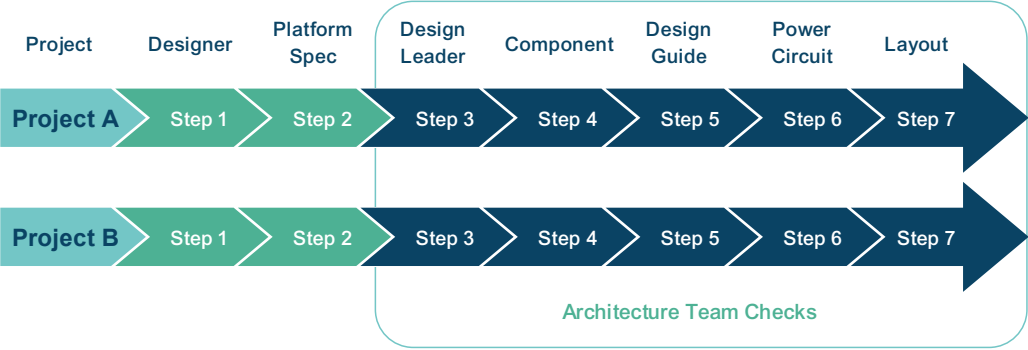 Project
Designer
Platform
Spec
Design
Leader
Component
Design
Guide
Power
Circuit
Layout
Project A
Step 1
Step 2
Step 3
Step 4
Step 5
Step 6
Step 7
Project B
Step 1
Step 2
Step 3
Step 4
Step 5
Step 6
Step 7
Architecture Team Checks